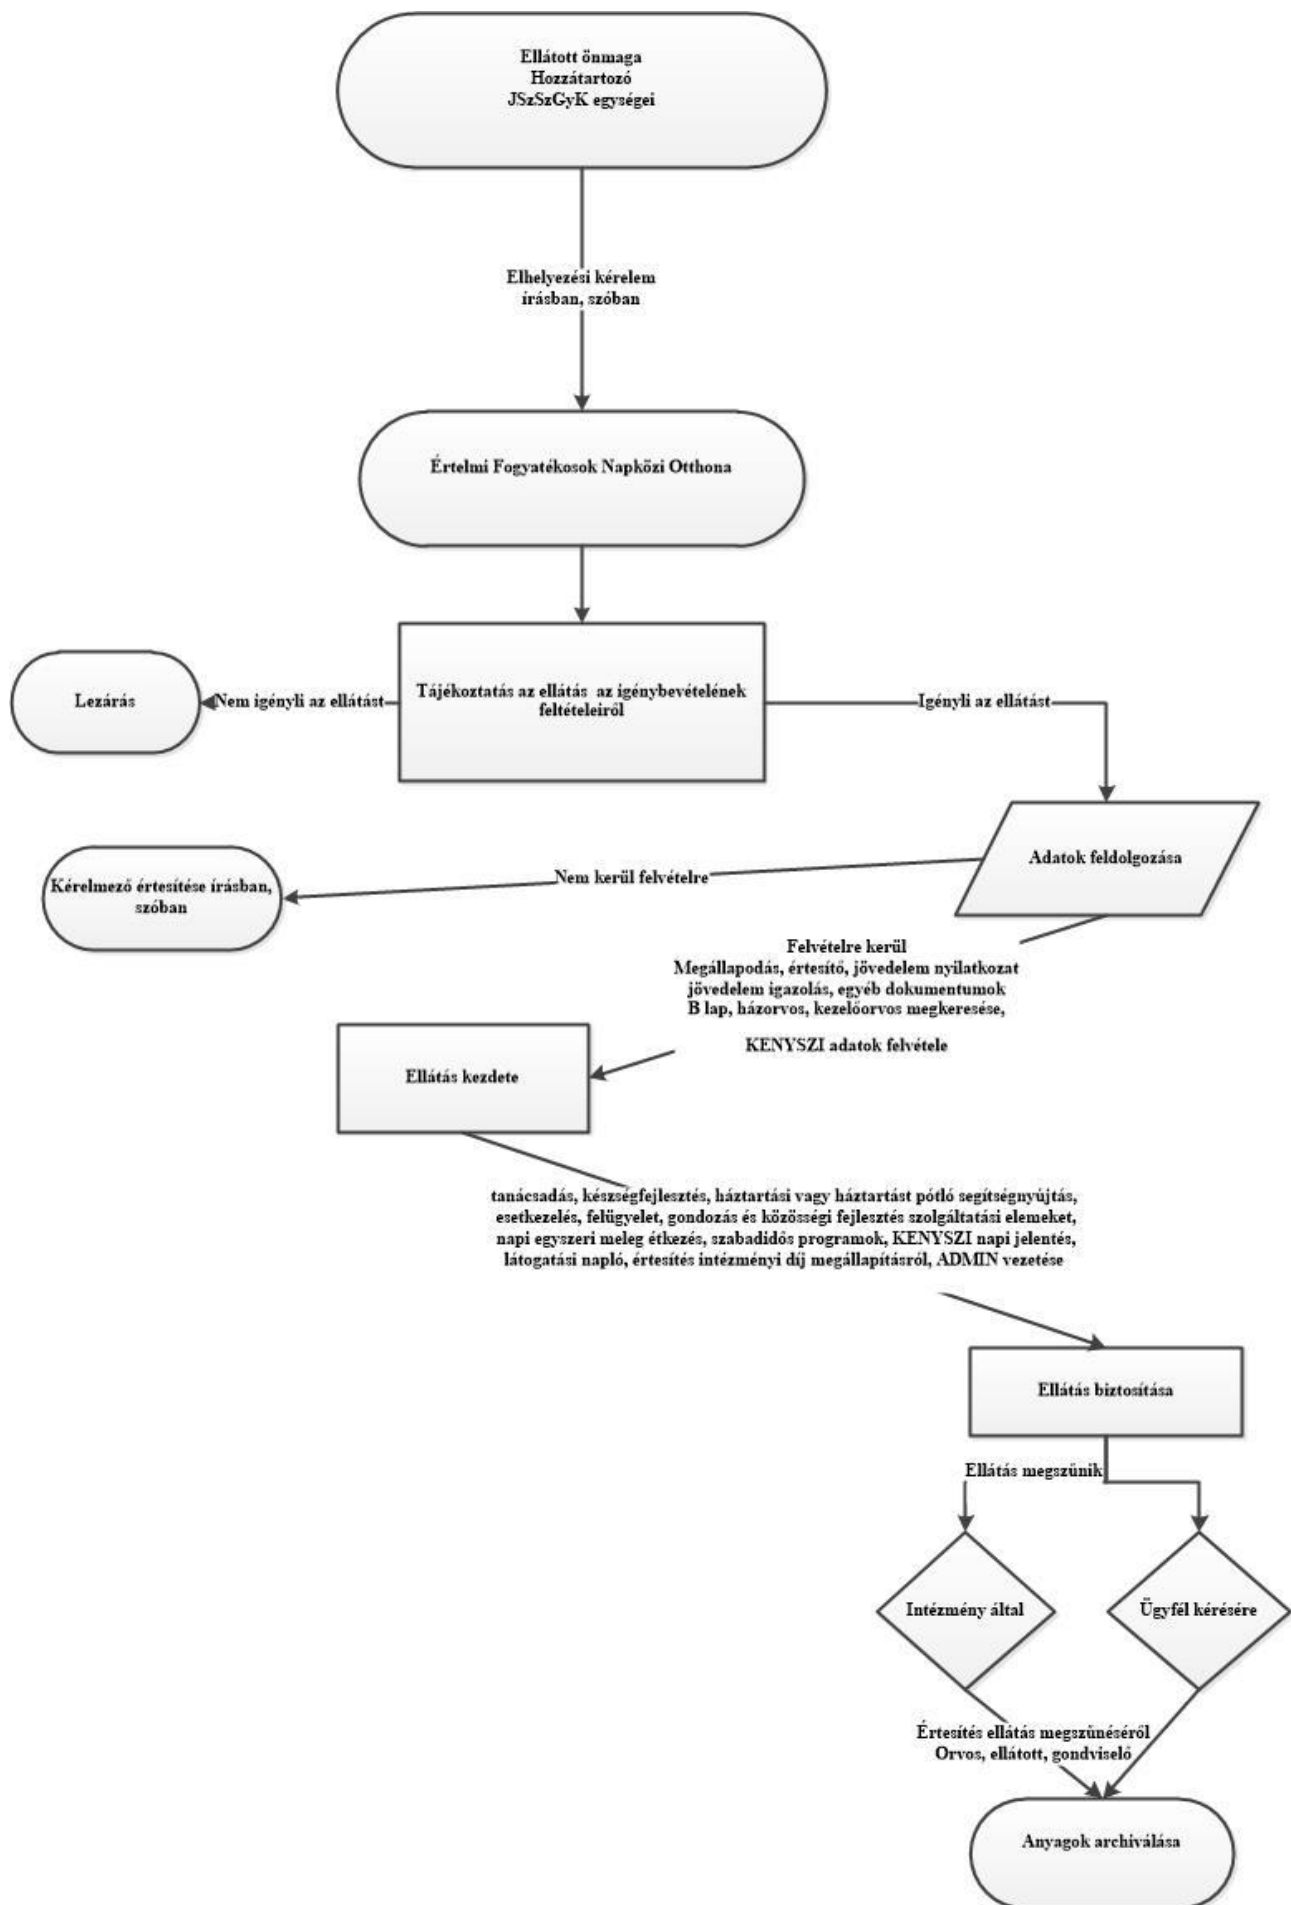 Ellátott önmaga
Hozzátartozó
JSzSzGyK egységei
Elhelyezési kérelem
írásban, szóban
Értelmi Fogyatékosok Napközi Otthona
Lezárás
Nem igényli az ellátást
Tájékoztatás az ellátás az igénybevételének
feltételeiről
Igényli az ellátást
Adatok feldolgozása
Nem kerül felvételre
Kérelmező értesítése írásban,
szóban
Felvételre kerül
Megállapodás, értesítő, jövedelem nyilatkozat
jövedelem igazolás, egyéb dokumentumok
B lap, házorvos, kezelőorvos megkeresése,
KENYSZI adatok felvétele
Ellátás kezdete
tanácsadás, készségfejlesztés, háztartási vagy háztartást pótló segítségnyújtás,
esetkezelés, felügyelet, gondozás és közösségi fejlesztés szolgáltatási elemeket,
napi egyszeri meleg étkezés, szabadidős programok, KENYSZI napi jelentés,
látogatási napló, értesítés intézményi díj megállapításról, ADMIN vezetése
Ellátás biztosítása
Ellátás megszűnik
Intézmény által
Ügyfél kérésére
Értesítés ellátás megszűnéséről
Orvos, ellátott, gondviselő
Anyagok archiválása